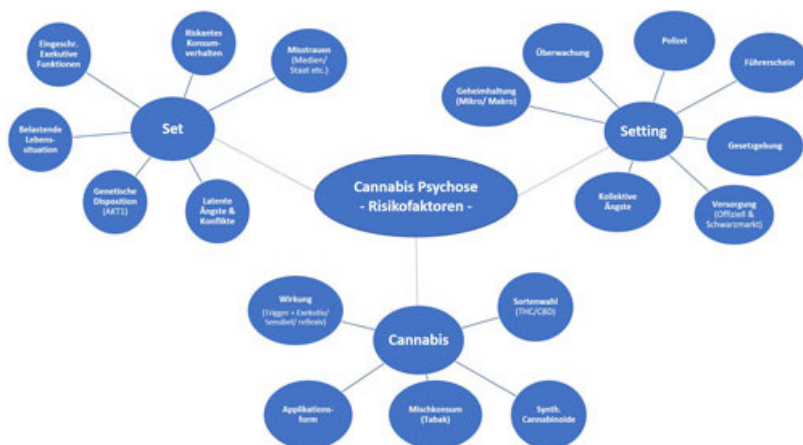 Eingeschr.
Exekutive
Funktionen
Riskantes
Konsum-
verhalten
Misstrauen
(Medien/
Staat etc.)
Set
Belastende
Lebens-
situation
Genetische
Disposition
(AKT1)
Latente
Ängste &
Konflikte
Cannabis Psychose
- Risikofaktoren -
Überwachung
Polizei
Führerschein
Geheimhaltung
(Mikro/ Makro)
Setting
Gesetzgebung
Kollektive
Ängste
Versorgung
(Offiziell &
Schwarzmarkt)
Wirkung
(Trigger + Exekutiv/
Sensibel/ reflexiv)
Sortenwahl
(THC/CBD)
Cannabis
Applikations-
form
Mischkonsum
(Tabak)
Synth.
Cannabinoide